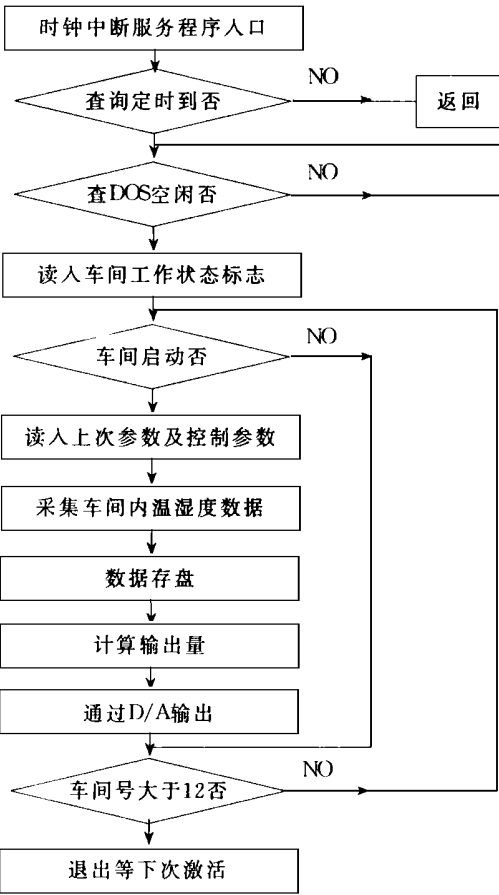 时钟中断服务程序入口
NO
查询定时到否
返回
NO
查DOS空闲否
读入车间工作状态标志
NO
车间启动否
读入上次参数及控制参数
采集车间内温湿度数据
数据存盘
计算输出量
通过D/A输出
NO
车间号大于12否
退出等下次激活